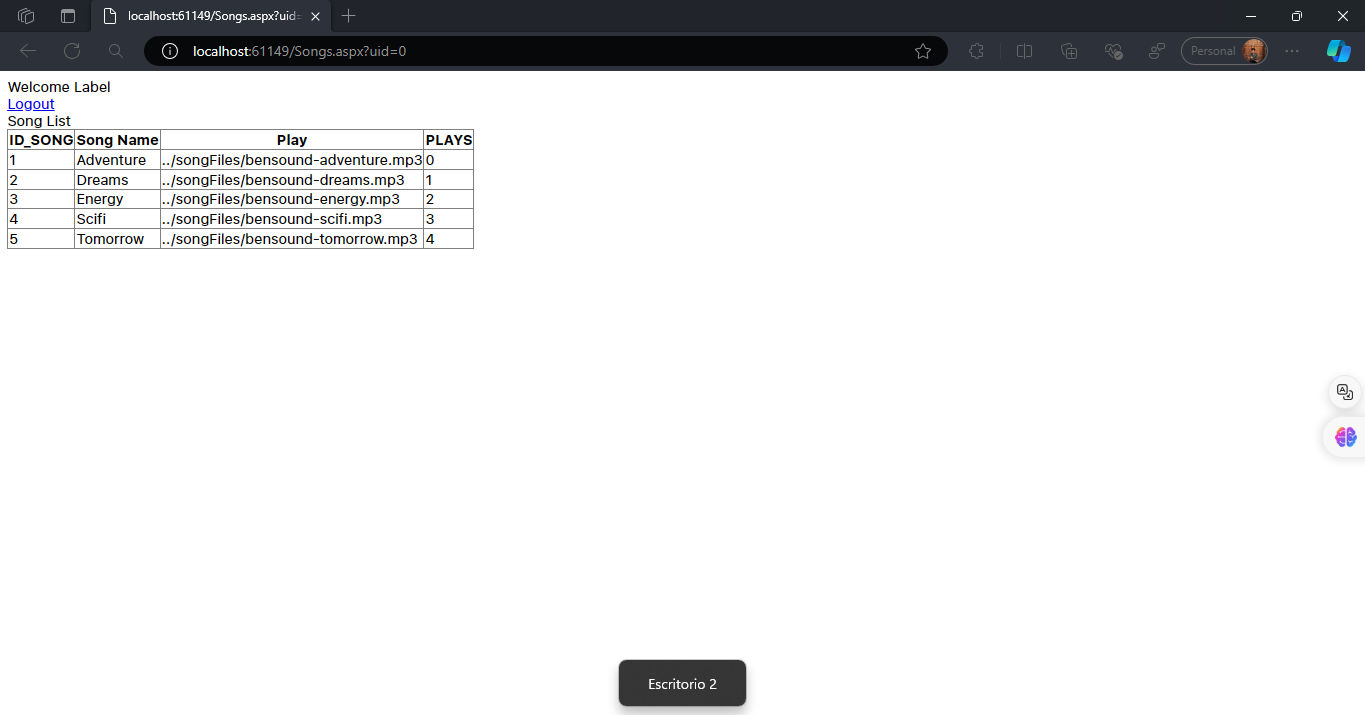 localhost:61149/Songs.aspx?uid=
localhost:61149/Songs.aspx?uid=0
Personal
Welcome Label
Logout
Song List
ID_SONG Song Name Play PLAYS
1 Adventure ../songFiles/bensound-adventure.mp3 0
2 Dreams ../songFiles/bensound-dreams.mp3 1
3 Energy ../songFiles/bensound-energy.mp3 2
4 Scifi ../songFiles/bensound-scifi.mp3 3
5 Tomorrow ../songFiles/bensound-tomorrow.mp3 4
Escritorio 2